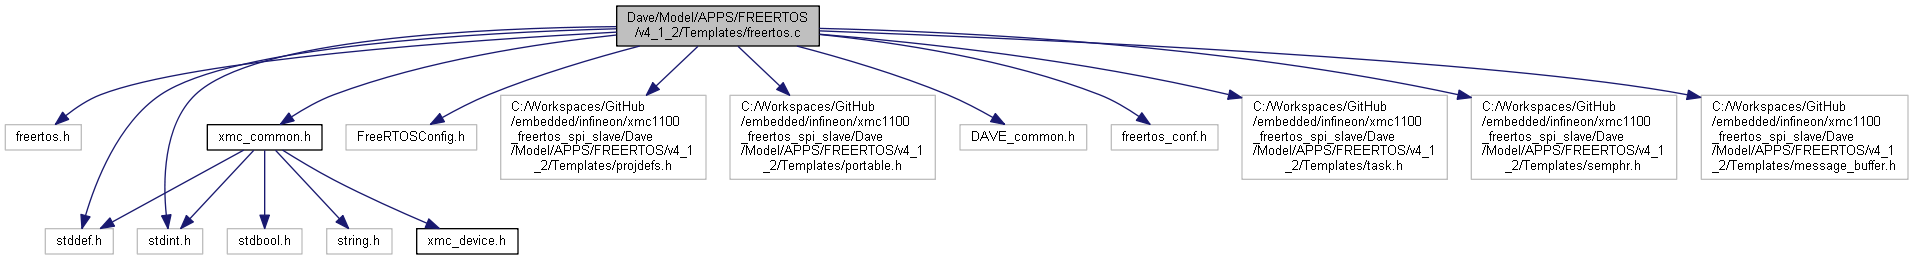 Dave/Model/APPS/FREERTOS
/v4_1_2/Templates/freertos.c
freertos.h
xmc_common.h
FreeRTOSConfig.h
C:/Workspaces/GitHub
/embedded/infineon/xmc1100
_freertos_spi_slave/Dave
/Model/APPS/FREERTOS/v4_1
_2/Templates/projdefs.h
C:/Workspaces/GitHub
/embedded/infineon/xmc1100
_freertos_spi_slave/Dave
/Model/APPS/FREERTOS/v4_1
_2/Templates/portable.h
DAVE_common.h
freertos_conf.h
C:/Workspaces/GitHub
/embedded/infineon/xmc1100
_freertos_spi_slave/Dave
/Model/APPS/FREERTOS/v4_1
_2/Templates/task.h
C:/Workspaces/GitHub
/embedded/infineon/xmc1100
_freertos_spi_slave/Dave
/Model/APPS/FREERTOS/v4_1
_2/Templates/semphr.h
C:/Workspaces/GitHub
/embedded/infineon/xmc1100
_freertos_spi_slave/Dave
/Model/APPS/FREERTOS/v4_1
_2/Templates/message_buffer.h
stddef.h
stdint.h
stdbool.h
string.h
xmc_device.h